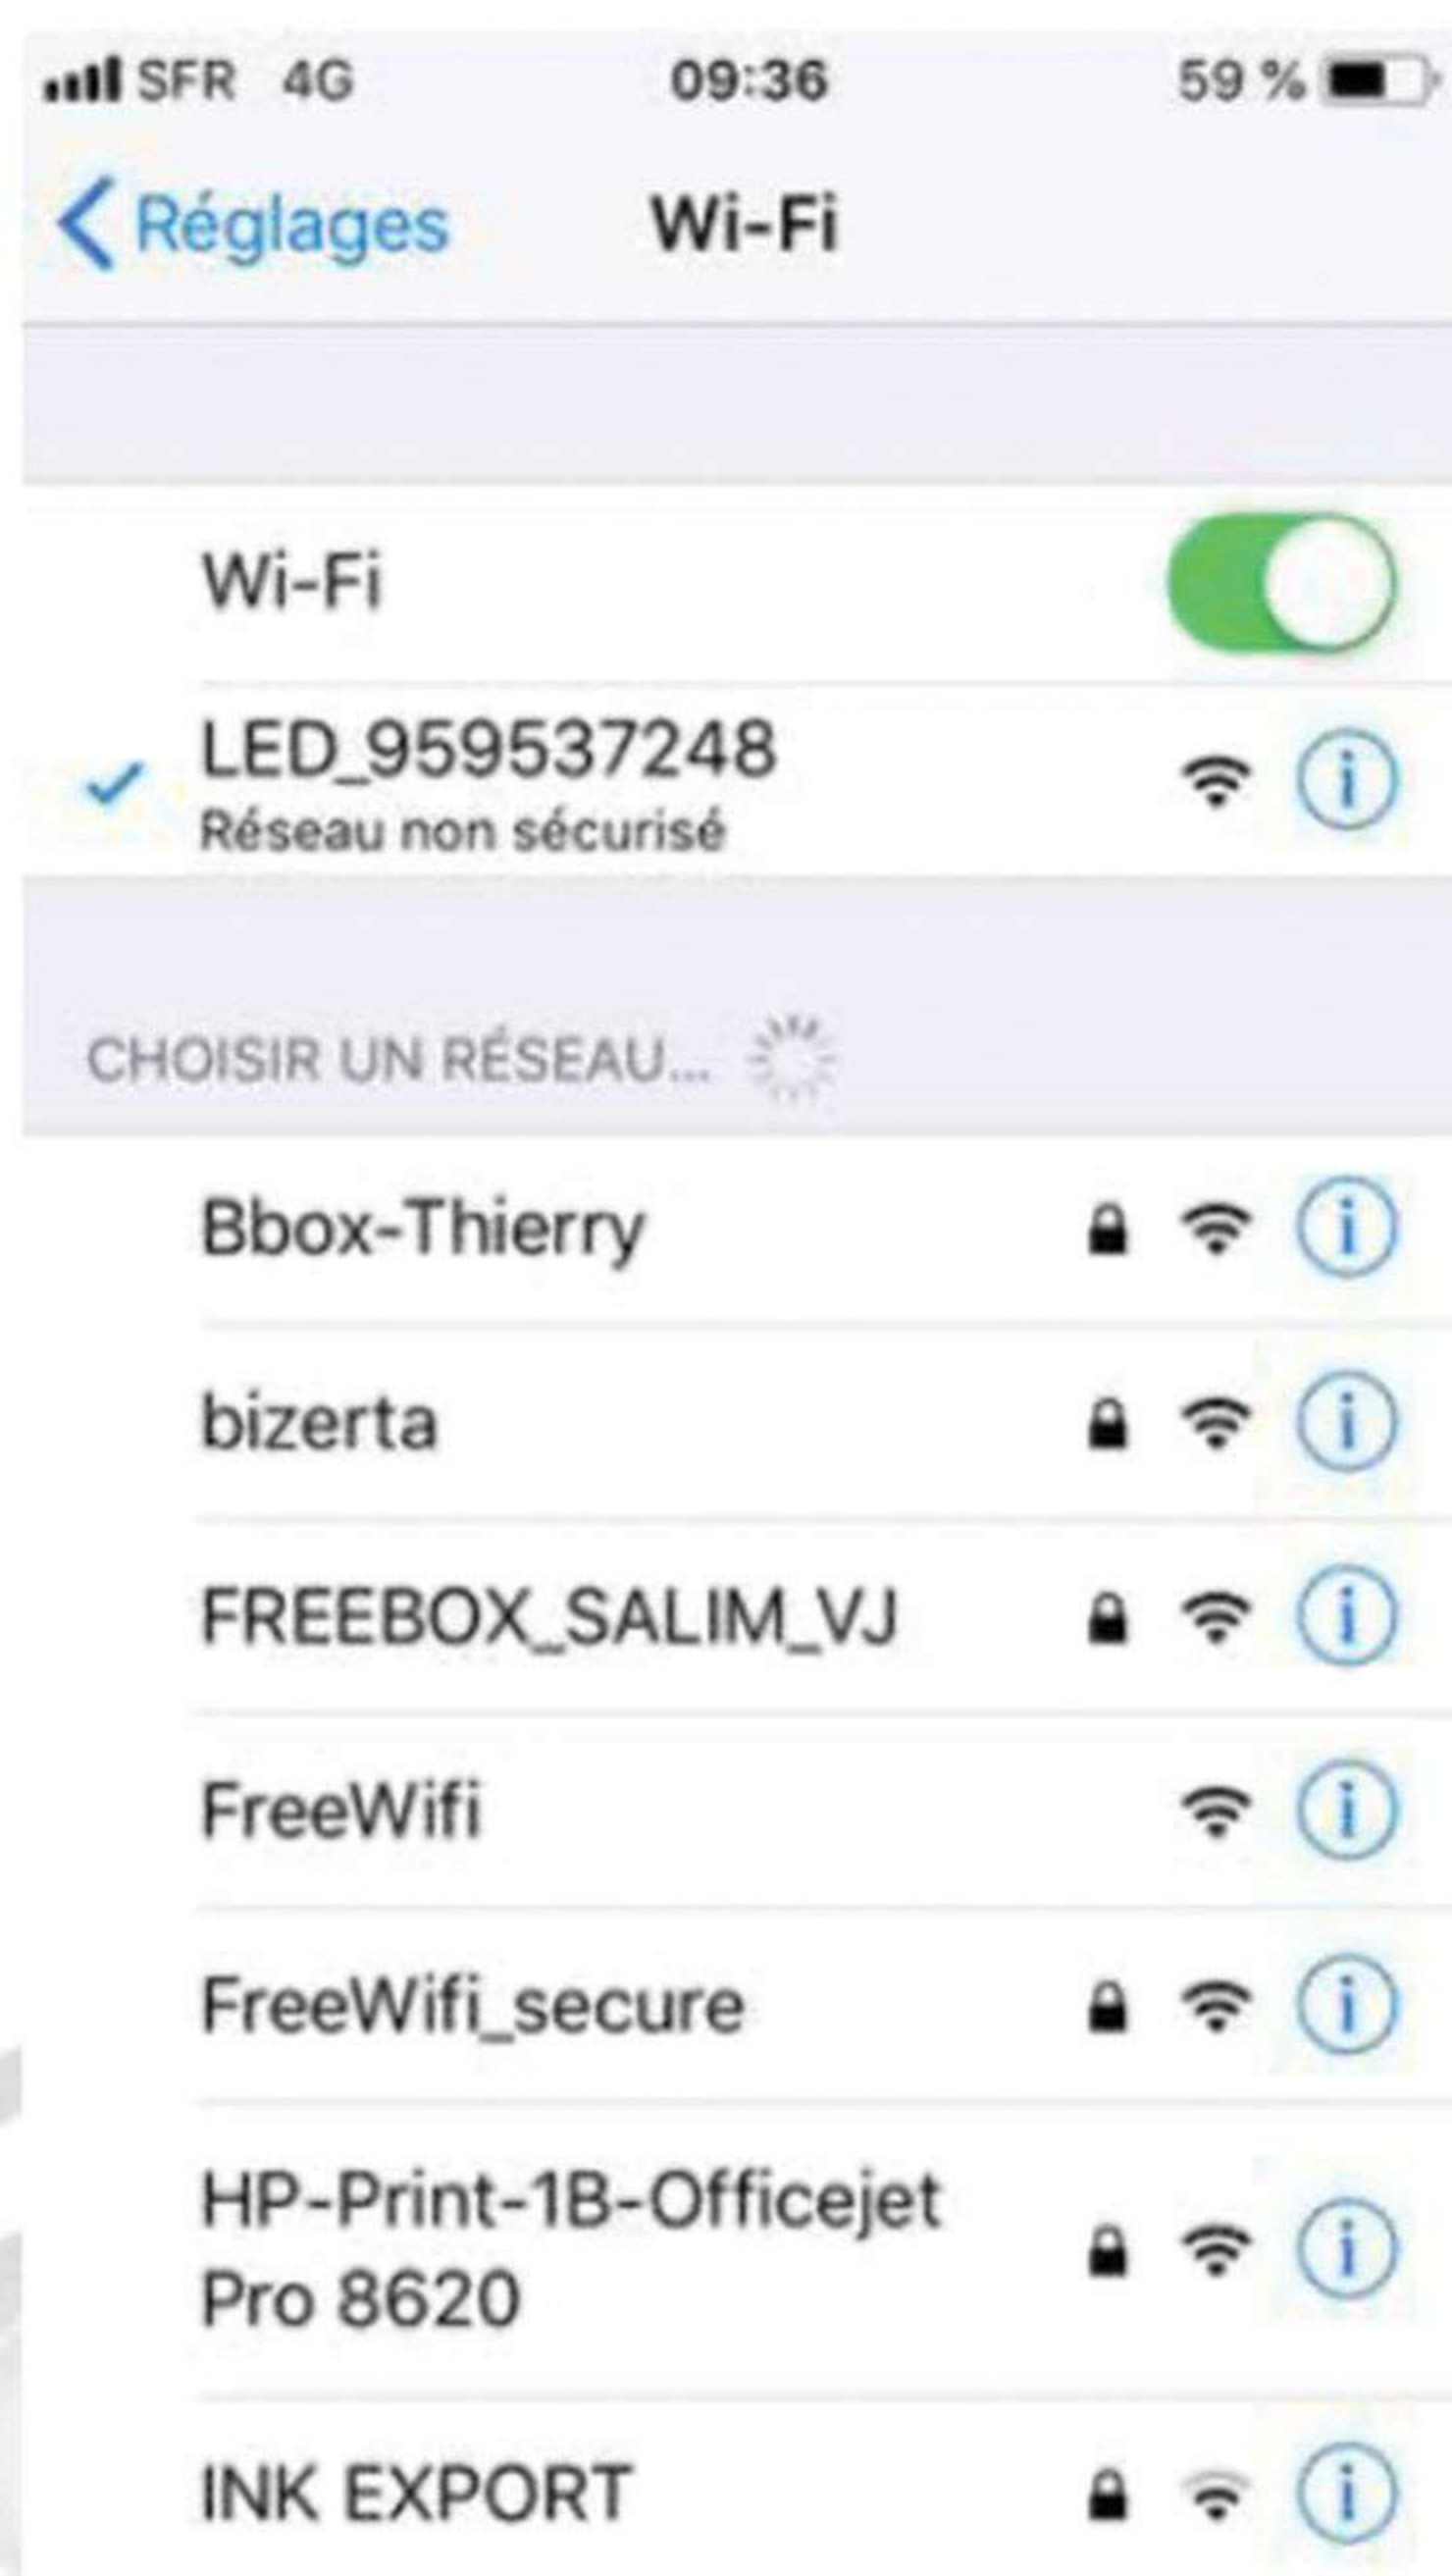 SFR 4G 09:36 59 %
Réglages Wi-Fi
Wi-Fi
LED_959537248
Réseau non sécurisé
CHOISIR UN RÉSEAU...
Bbox-Thierry
bizerta
FREEBOX_SALIM_VJ
FreeWifi
FreeWifi_secure
HP-Print-1B-Officejet
Pro 8620
INK EXPORT